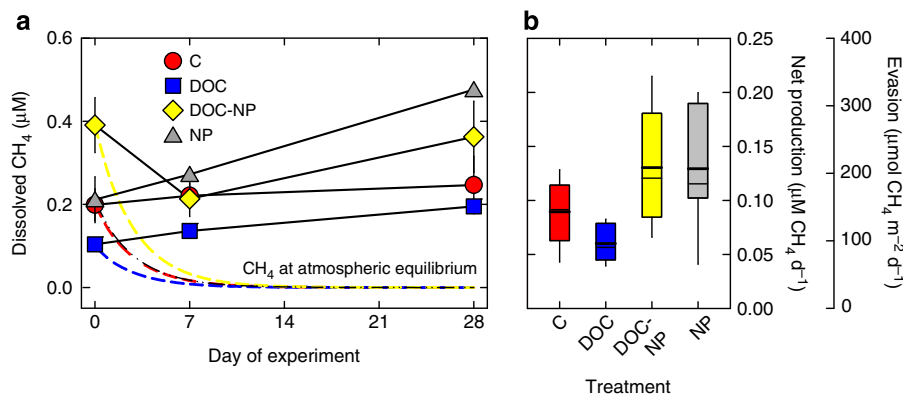 a
0.6
0.4
0.2
0.0
Dissolved CH₄ (μM)
C
DOC
DOC-NP
NP
CH₄ at atmospheric equilibrium
0
7
14
21
28
Day of experiment
b
C
DOC
DOC-
NP
NP
Treatment
0.25
0.20
0.15
0.10
0.05
0.00
Net production (μM CH₄ d⁻¹)
400
300
200
100
0
Evasion (μmol CH₄ m⁻² d⁻¹)